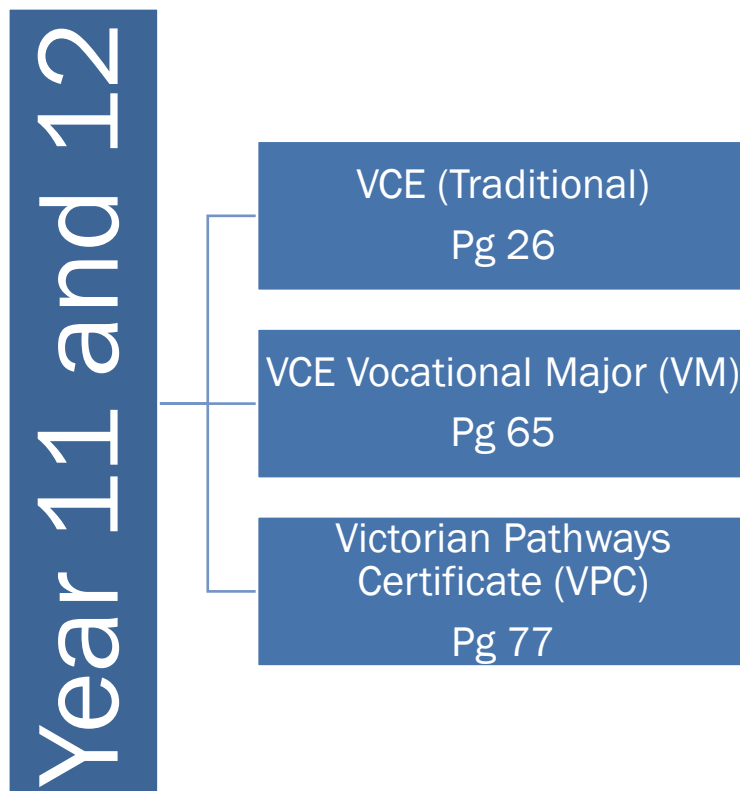 Year 11 and 12
VCE (Traditional)
Pg 26
VCE Vocational Major (VM)
Pg 65
Victorian Pathways
Certificate (VPC)
Pg 77